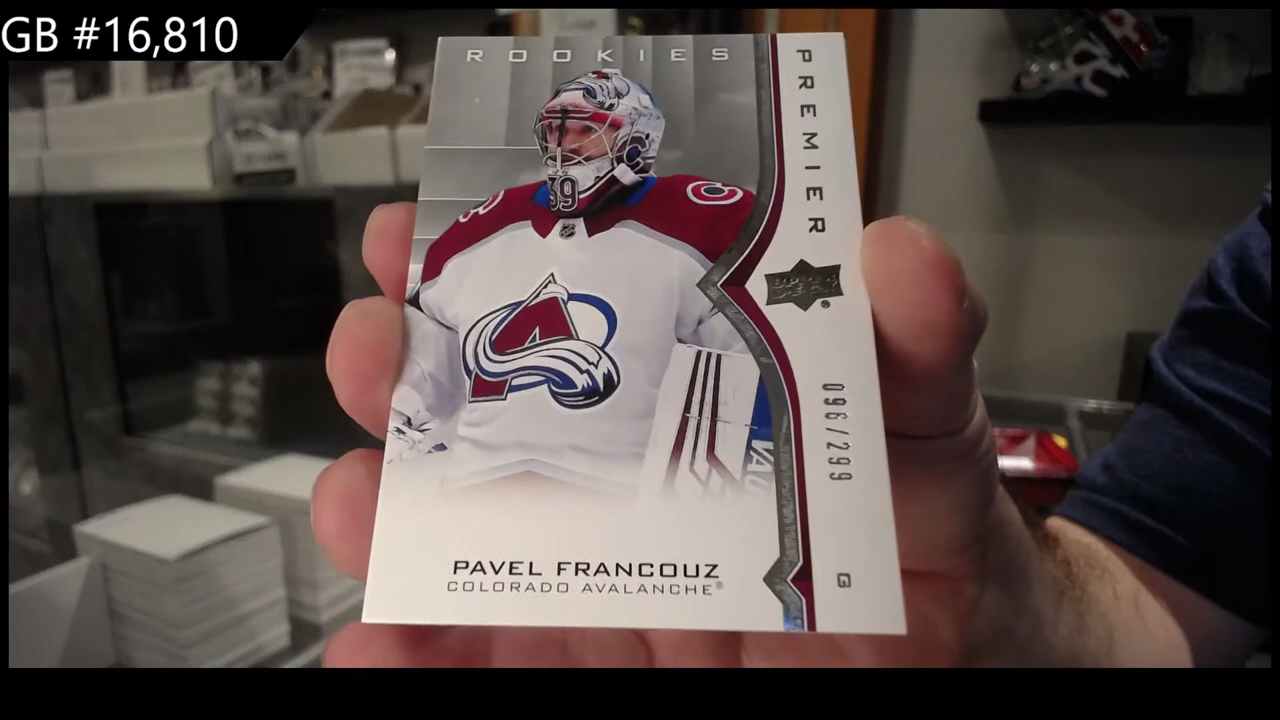 GB #16,810
ROOKIES
PREMIER
UPPER
DECK®
39
096/299
G
PAVEL FRANCOUZ
COLORADO AVALANCHE®